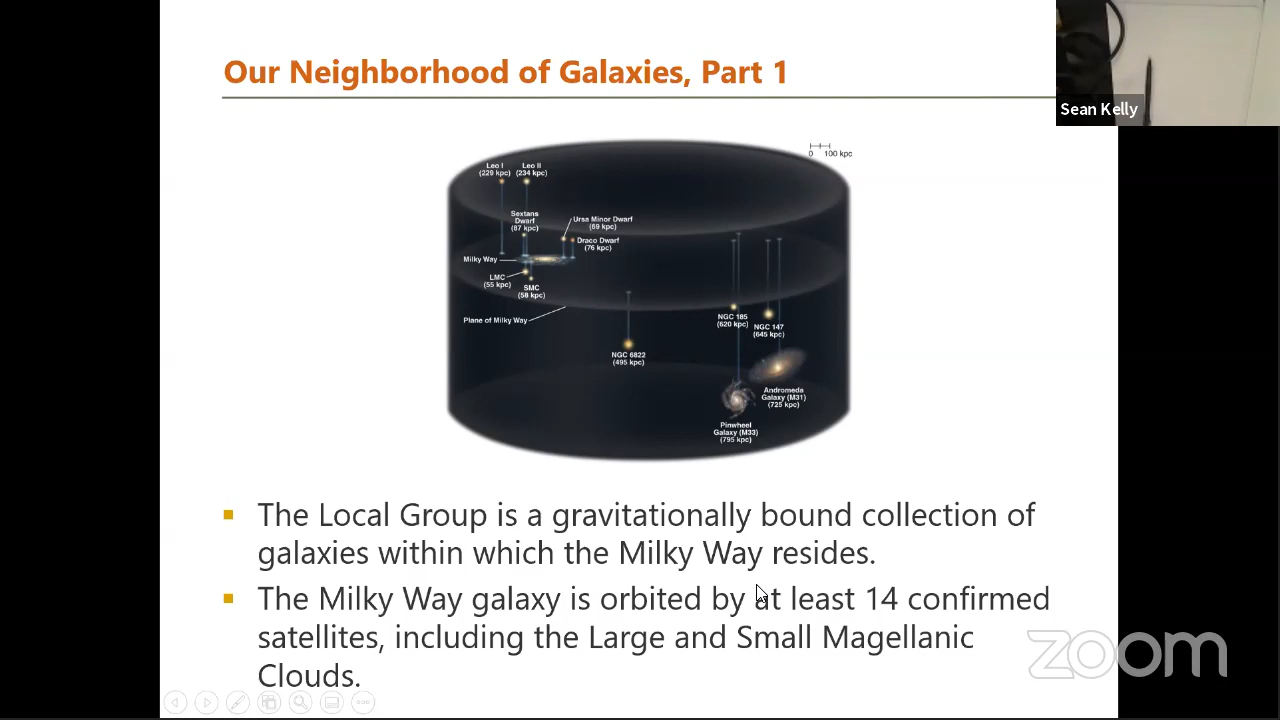 Our Neighborhood of Galaxies, Part 1
Sean Kelly
0 100 kpc
Leo I
(229 kpc)
Leo II
(234 kpc)
Sextans
Dwarf
(87 kpc)
Ursa Minor Dwarf
(69 kpc)
Draco Dwarf
(76 kpc)
Milky Way
LMC
(55 kpc)
SMC
(58 kpc)
Plane of Milky Way
NGC 185
(620 kpc)
NGC 147
(645 kpc)
NGC 6822
(495 kpc)
Andromeda
Galaxy (M31)
(725 kpc)
Pinwheel
Galaxy (M33)
(795 kpc)
The Local Group is a gravitationally bound collection of
galaxies within which the Milky Way resides.
The Milky Way galaxy is orbited by at least 14 confirmed
satellites, including the Large and Small Magellanic
Clouds.
zoom